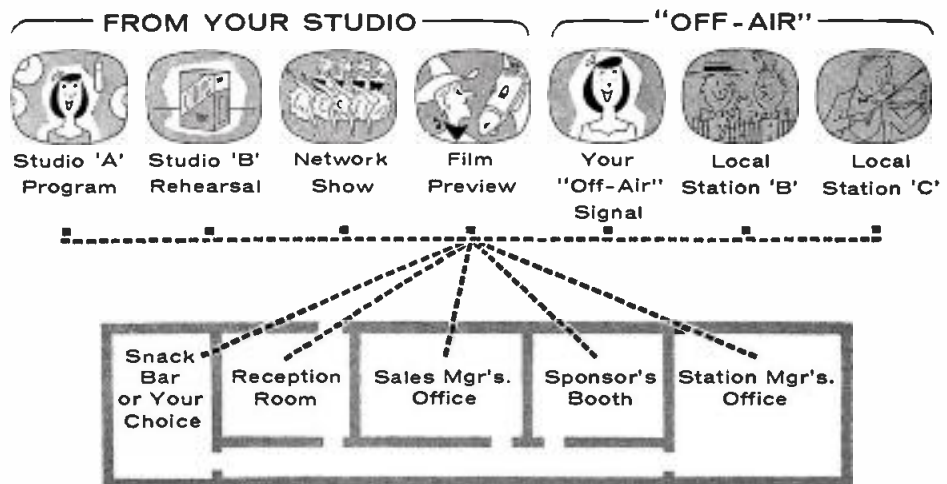 FROM YOUR STUDIO
"OFF-AIR"
Studio 'A'
Program
Studio 'B'
Rehearsal
Network
Show
Film
Preview
Your
"Off-Air"
Signal
Local
Station 'B'
Local
Station 'C'
Snack
Bar
or Your
Choice
Reception
Room
Sales Mgr's.
Office
Sponsor's
Booth
Station Mgr's.
Office